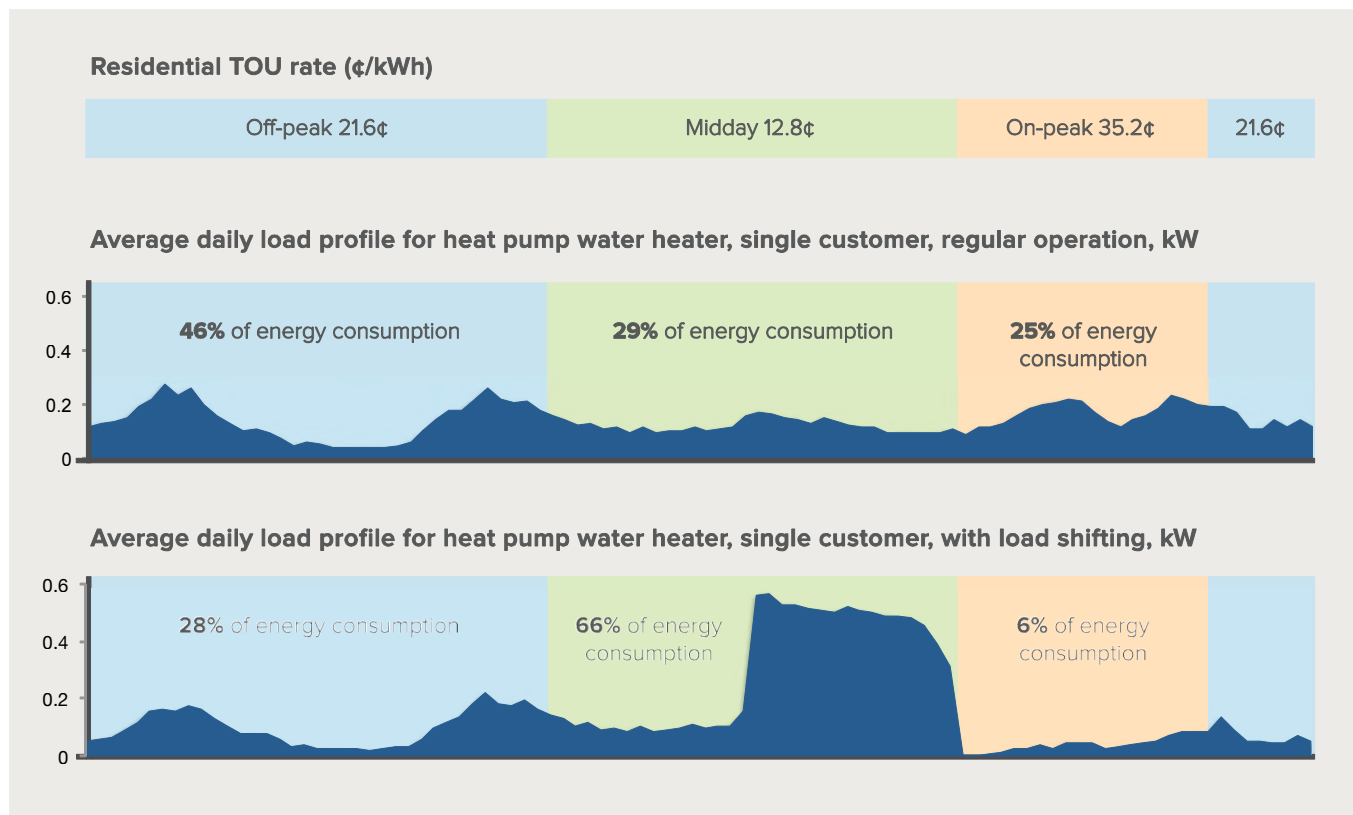 Residential TOU rate (¢/kWh)
Off-peak 21.6¢
Midday 12.8¢
On-peak 35.2¢
21.6¢
Average daily load profile for heat pump water heater, single customer, regular operation, kW
0.6
0.4
0.2
0
46% of energy consumption
29% of energy consumption
25% of energy
consumption
Average daily load profile for heat pump water heater, single customer, with load shifting, kW
0.6
0.4
0.2
0
28% of energy consumption
66% of energy
consumption
6% of energy
consumption